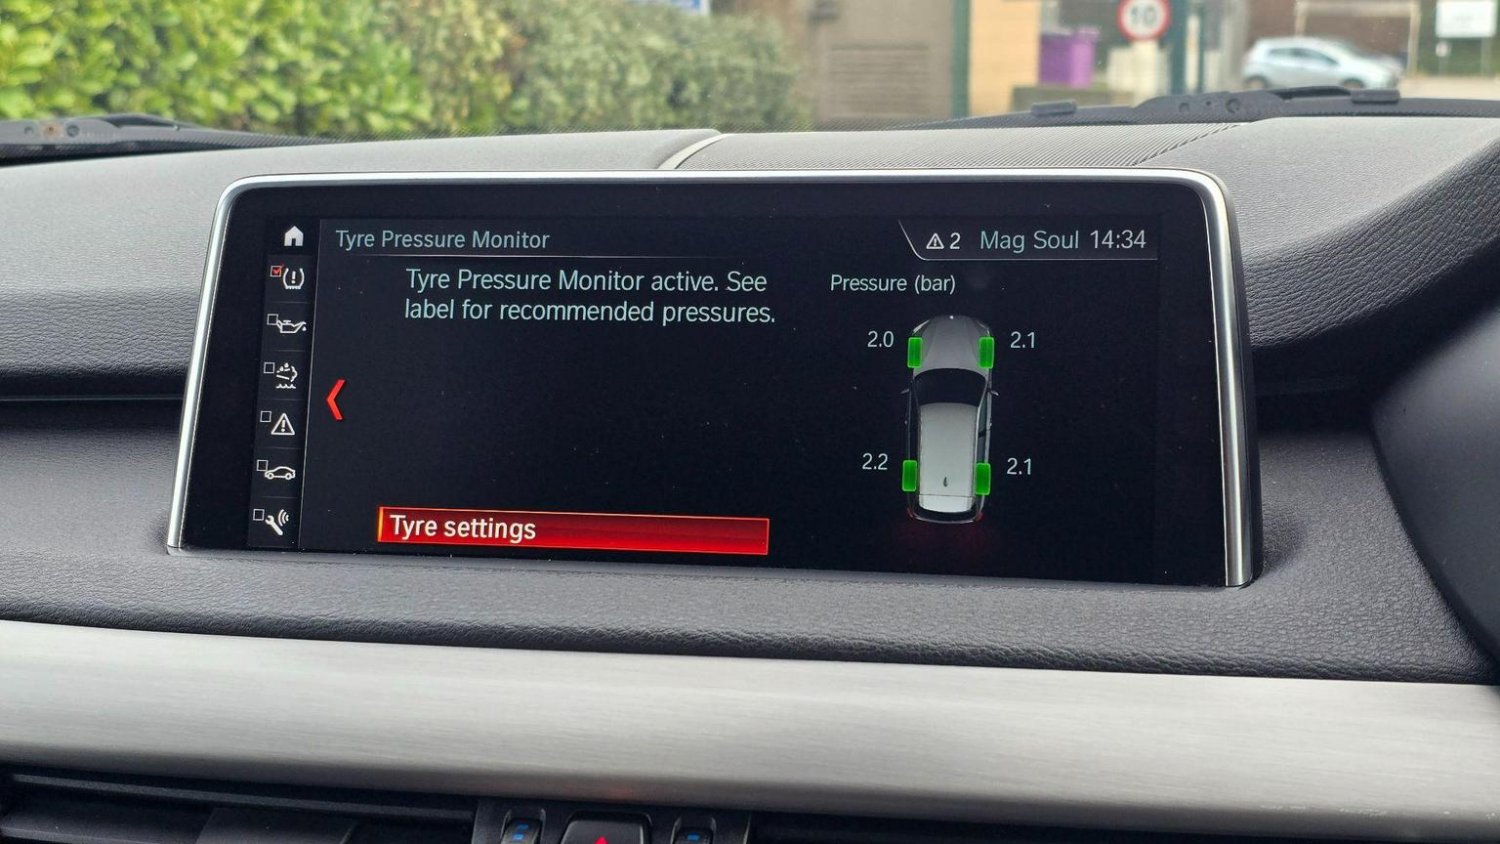 10
Tyre Pressure Monitor
2 Mag Soul 14:34
Tyre Pressure Monitor active. See
label for recommended pressures.
Pressure (bar)
2.0 2.1
2.2 2.1
Tyre settings